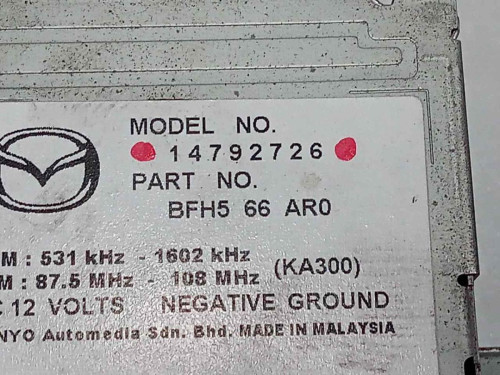 MODEL NO.
14792726
PART NO.
BFH5 66 AR0
M : 531 kHz - 1602 kHz
M : 87.5 MHz - 108 MHz (KA300)
C 12 VOLTS NEGATIVE GROUND
NYO Automedia Sdn. Bhd. MADE IN MALAYSIA